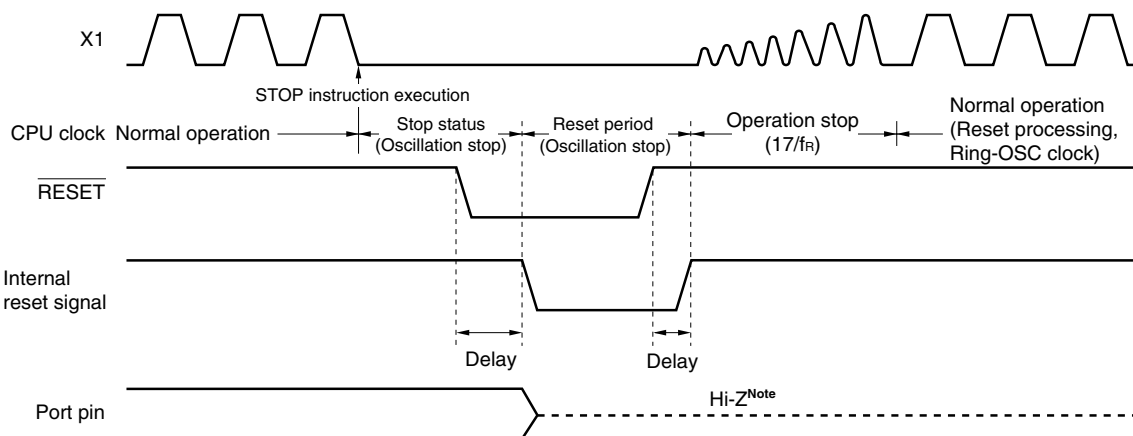 X1
STOP instruction execution
CPU clock
Normal operation
Stop status
(Oscillation stop)
Reset period
(Oscillation stop)
Operation stop
(17/fR)
Normal operation
(Reset processing,
Ring-OSC clock)
RESET
Internal
reset signal
Delay
Delay
Port pin
Hi-ZNote